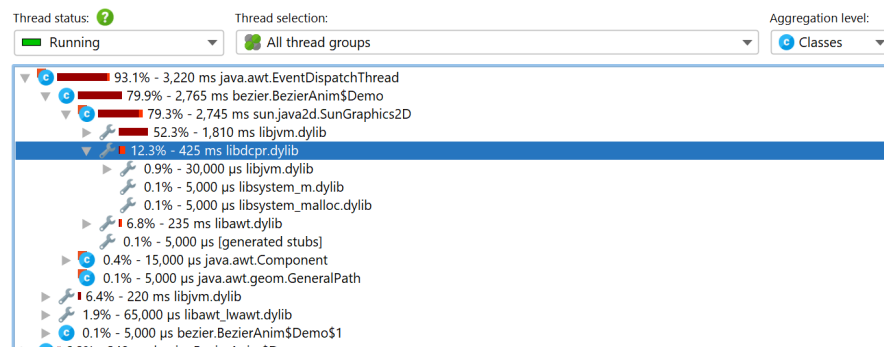 Thread status: ?
Thread selection:
Aggregation level:
Running
All thread groups
C Classes
C 93.1% - 3,220 ms java.awt.EventDispatchThread
C 79.9% - 2,765 ms bezier.BezierAnim$Demo
C 79.3% - 2,745 ms sun.java2d.SunGraphics2D
52.3% - 1,810 ms libjvm.dylib
12.3% - 425 ms libdcpr.dylib
0.9% - 30,000 µs libjvm.dylib
0.1% - 5,000 µs libsystem_m.dylib
0.1% - 5,000 µs libsystem_malloc.dylib
6.8% - 235 ms libawt.dylib
0.1% - 5,000 µs [generated stubs]
C 0.4% - 15,000 µs java.awt.Component
C 0.1% - 5,000 µs java.awt.geom.GeneralPath
6.4% - 220 ms libjvm.dylib
1.9% - 65,000 µs libawt_lwawt.dylib
C 0.1% - 5,000 µs bezier.BezierAnim$Demo$1